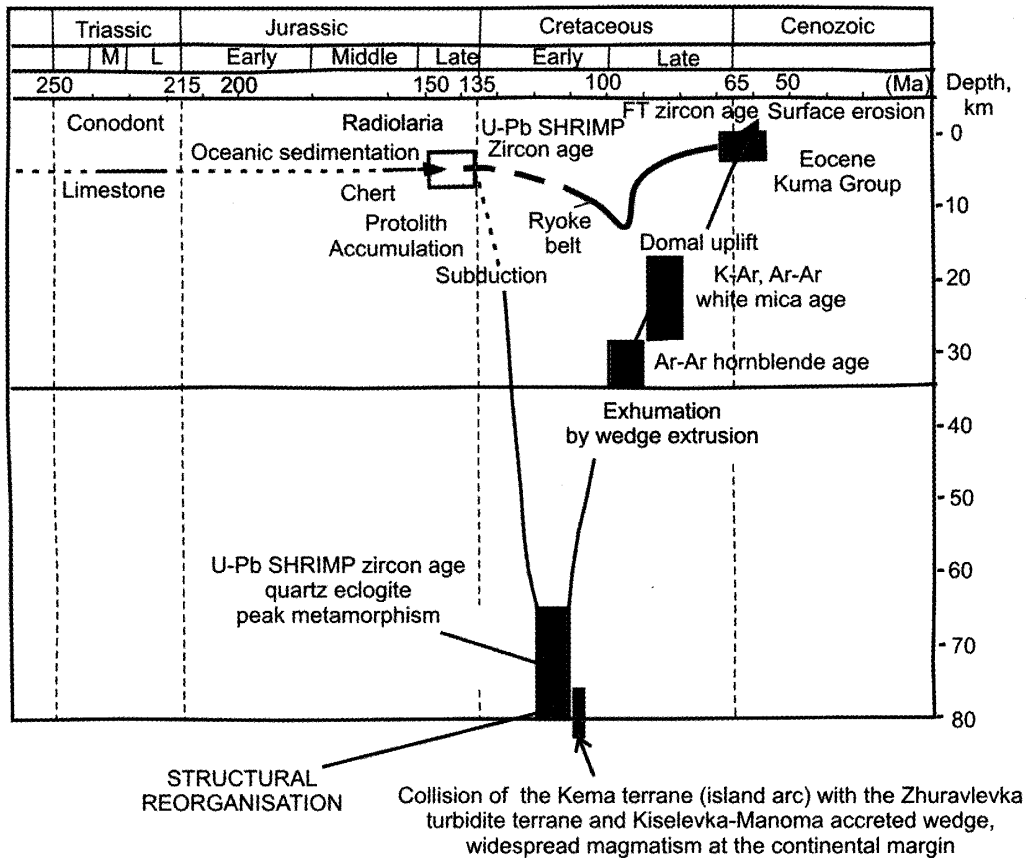 Triassic
Jurassic
Cretaceous
Cenozoic
M
L
Early
Middle
Late
Early
Late
250
215
200
150
135
100
65
50
(Ma)
Depth,
km
Conodont
Radiolaria
U-Pb SHRIMP
Zircon age
FT zircon age
Surface erosion
0
Oceanic sedimentation
Limestone
Chert
Eocene
Kuma Group
10
Protolith
Accumulation
Ryoke
belt
Domal uplift
Subduction
K-Ar, Ar-Ar
white mica age
20
30
Ar-Ar hornblende age
Exhumation
by wedge extrusion
40
50
U-Pb SHRIMP zircon age
quartz eclogite
peak metamorphism
60
70
80
STRUCTURAL
REORGANISATION
Collision of the Kema terrane (island arc) with the Zhuravlevka
turbidite terrane and Kiselevka-Manoma accreted wedge,
widespread magmatism at the continental margin